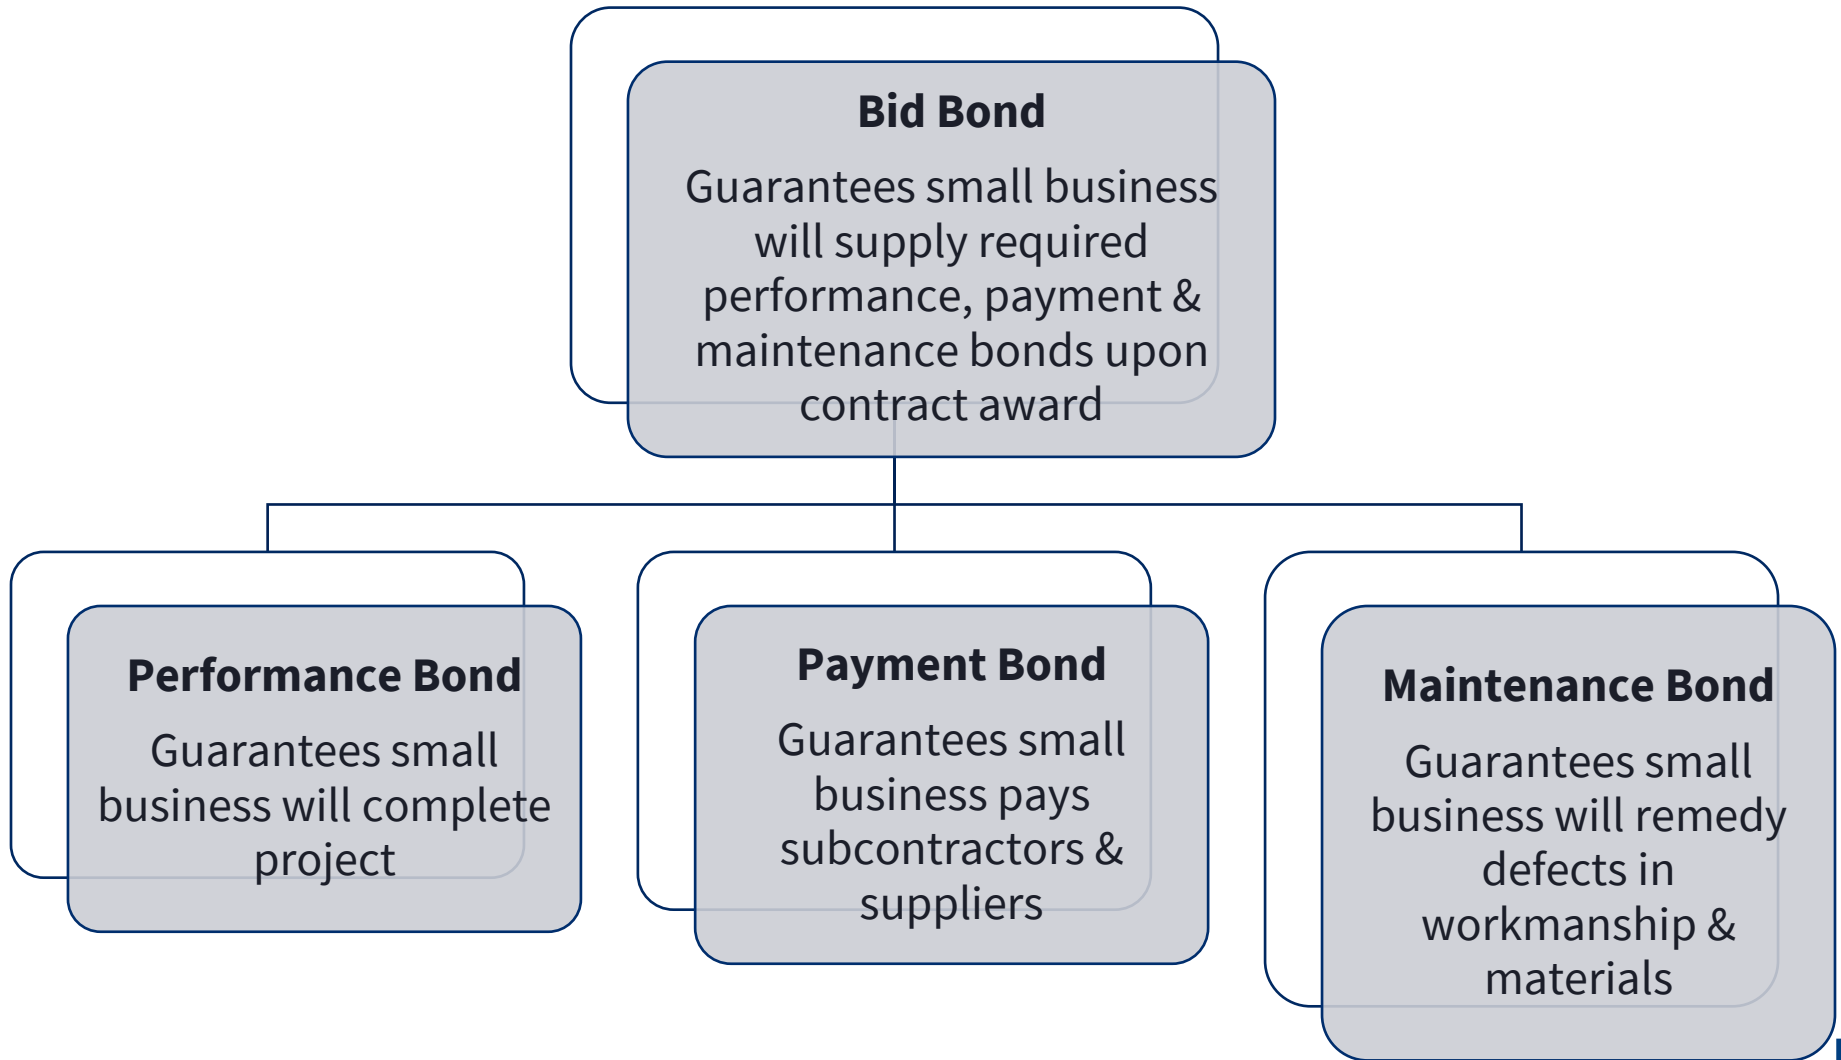 Bid Bond
Guarantees small business
will supply required
performance, payment &
maintenance bonds upon
contract award
Performance Bond
Guarantees small
business will complete
project
Payment Bond
Guarantees small
business pays
subcontractors &
suppliers
Maintenance Bond
Guarantees small
business will remedy
defects in
workmanship &
materials